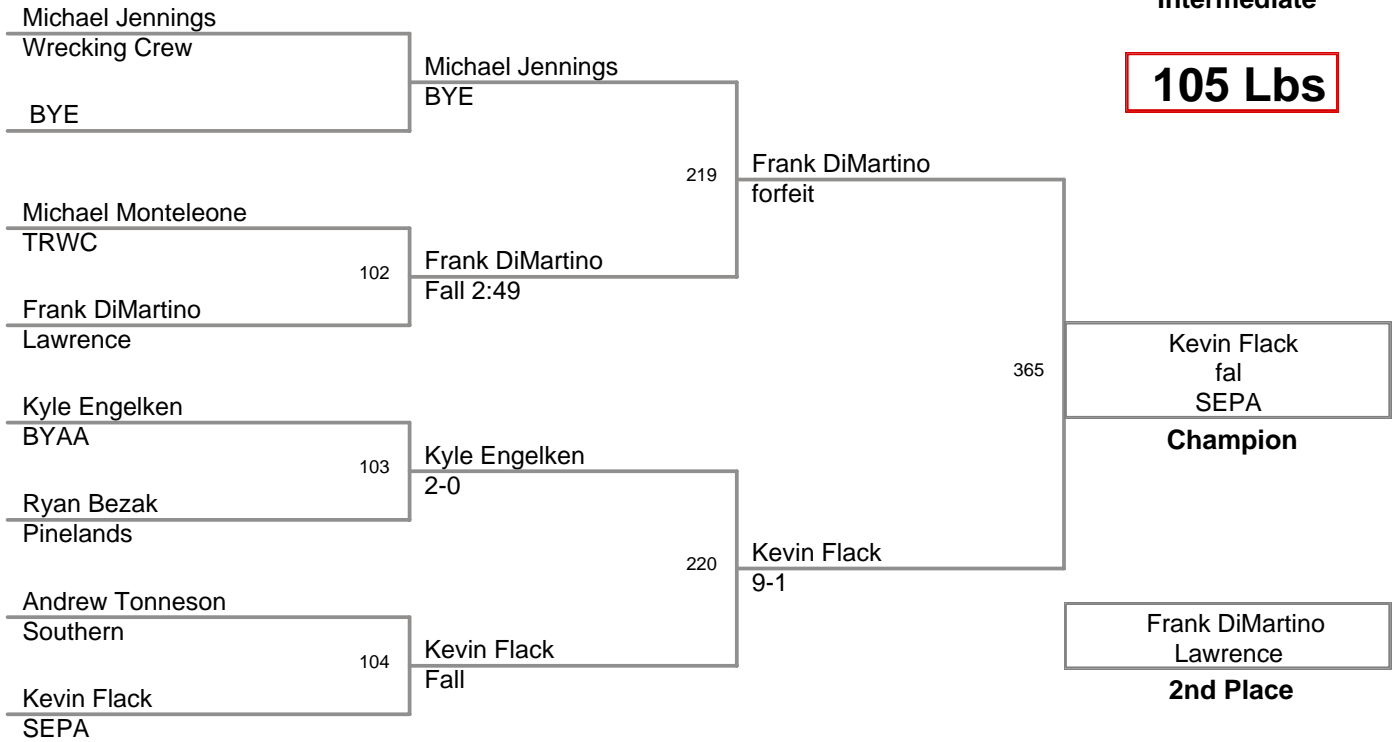 Intermediate
105 Lbs
Michael Jennings
Wrecking Crew
BYE
Michael Monteleone
TRWC
102
Frank DiMartino
Lawrence
Kyle Engelken
BYAA
103
Ryan Bezak
Pinelands
Andrew Tonneson
Southern
104
Kevin Flack
SEPA
Michael Jennings
BYE
219
Frank DiMartino
Fall 2:49
Kyle Engelken
2-0
220
Kevin Flack
Fall
Frank DiMartino
forfeit
365
Kevin Flack
9-1
Kevin Flack
fal
SEPA
Champion
Frank DiMartino
Lawrence
2nd Place